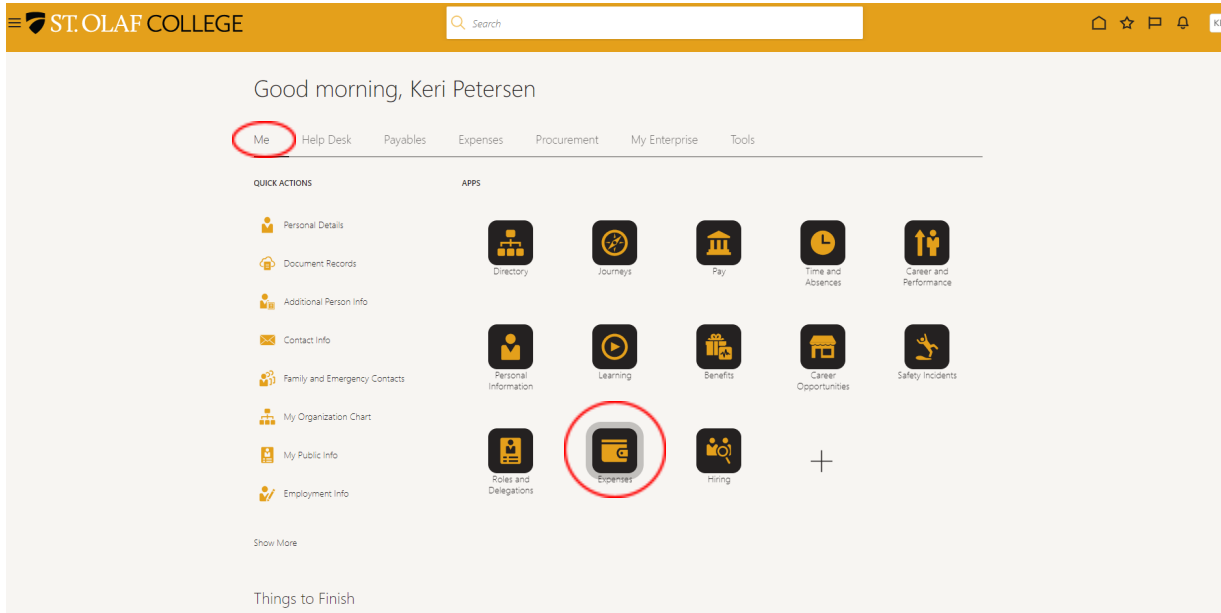 ST. OLAF COLLEGE
Search
Good morning, Keri Petersen
Me Help Desk Payables Expenses Procurement My Enterprise Tools
QUICK ACTIONS
Personal Details
Document Records
Additional Person Info
Contact Info
Family and Emergency Contacts
My Organization Chart
My Public Info
Employment Info
Show More
APPS
Directory
Journeys
Pay
Time and
Absences
Career and
Performance
Personal
Information
Learning
Benefits
Career
Opportunities
Safety Incidents
Roles and
Delegations
Expenses
Hiring
Things to Finish